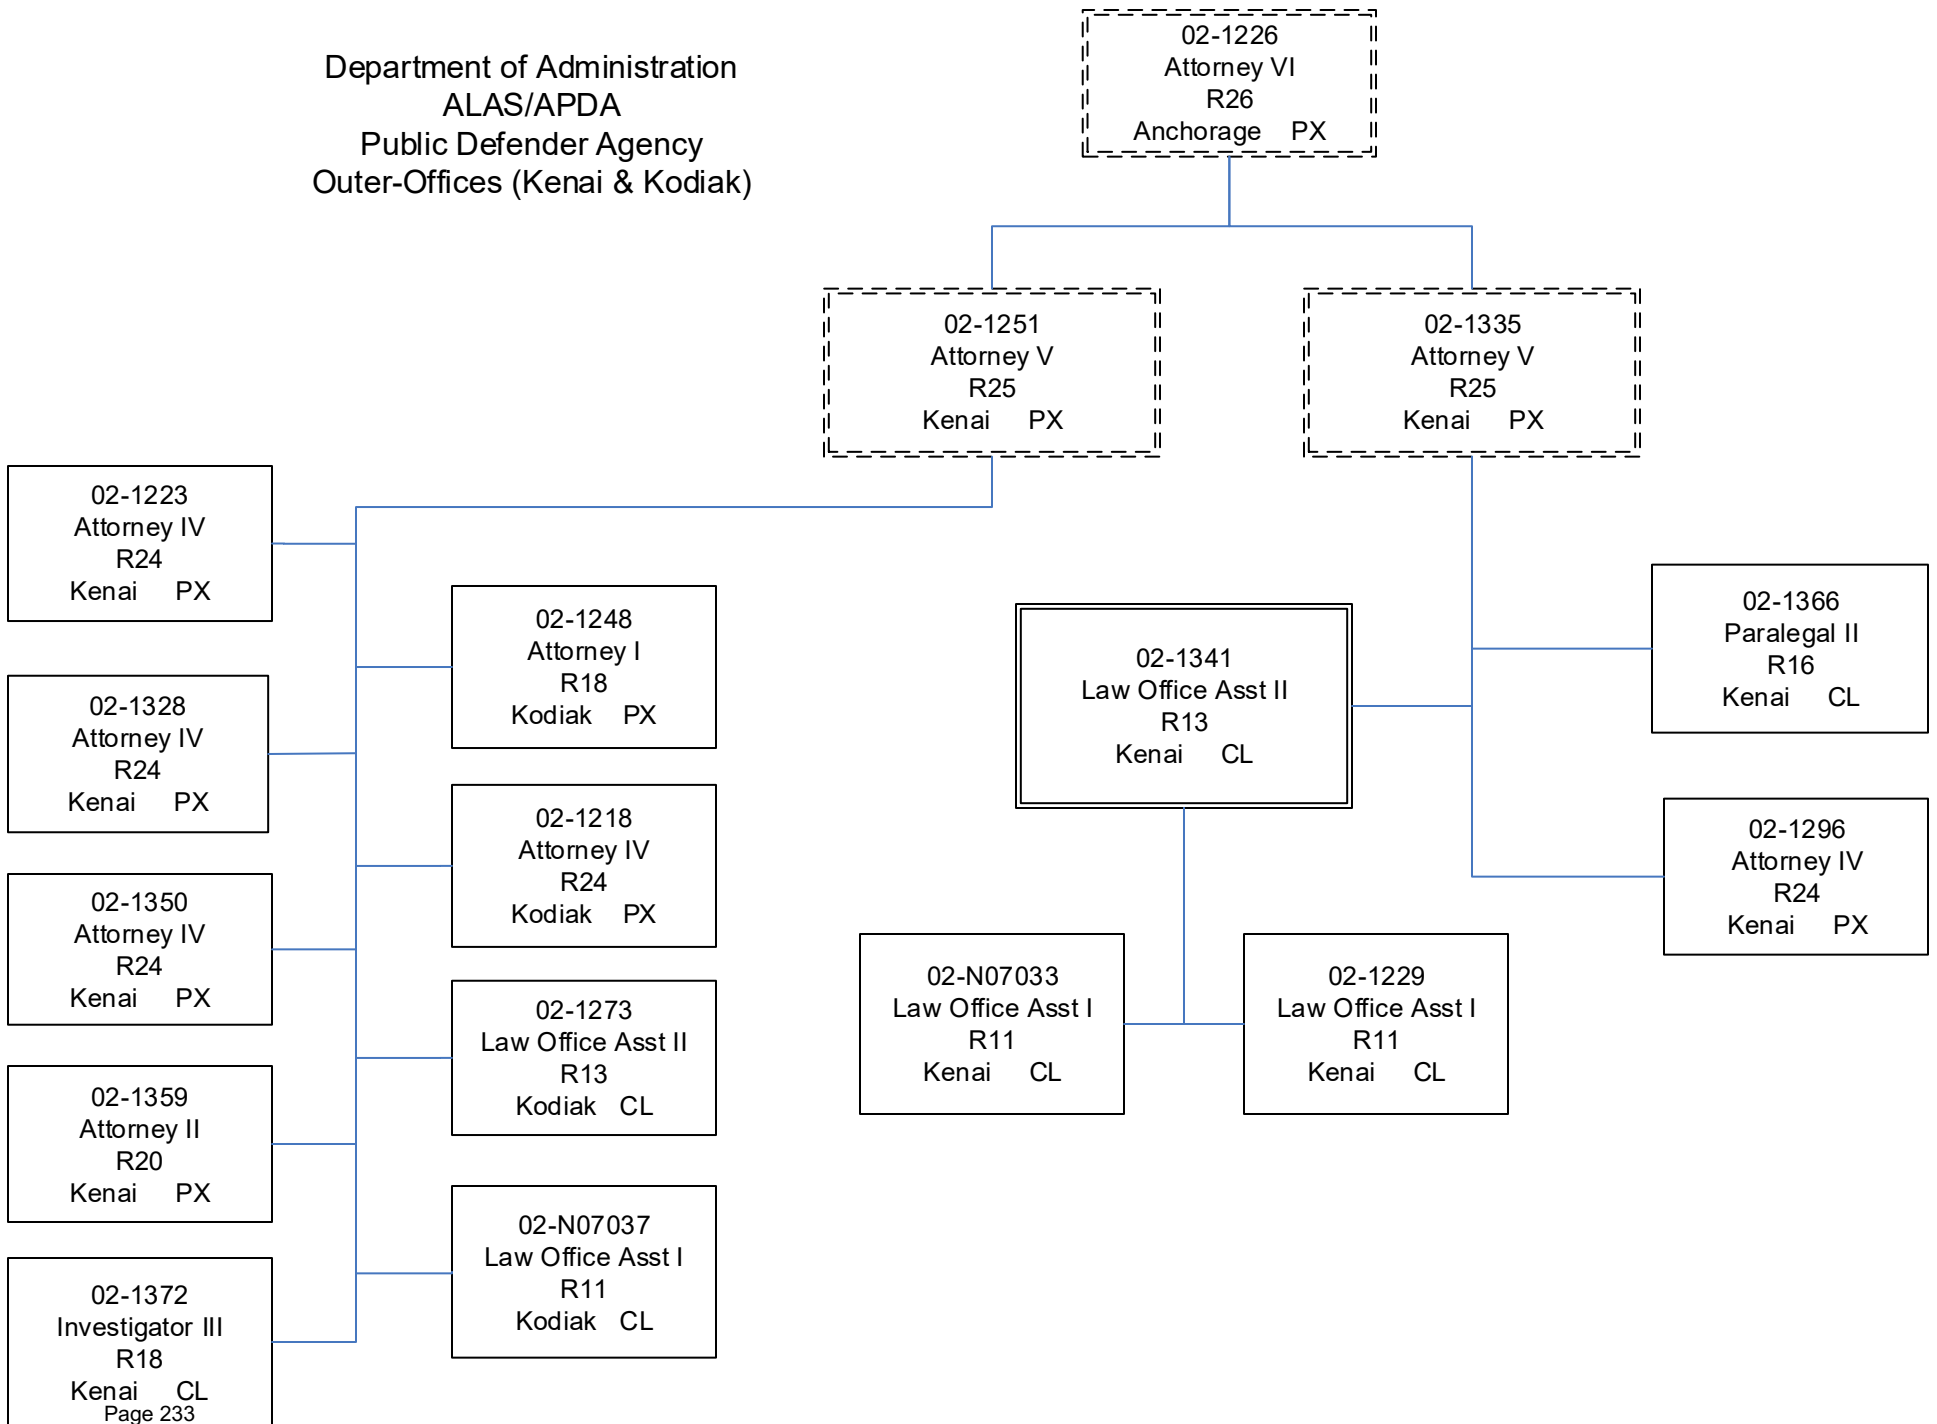 Department of Administration
ALAS/APDA
Public Defender Agency
Outer-Offices (Kenai & Kodiak)
02-1226
Attorney VI
R26
Anchorage PX
02-1251
Attorney V
R25
Kenai PX
02-1335
Attorney V
R25
Kenai PX
02-1223
Attorney IV
R24
Kenai PX
02-1328
Attorney IV
R24
Kenai PX
02-1350
Attorney IV
R24
Kenai PX
02-1359
Attorney II
R20
Kenai PX
02-1372
Investigator III
R18
Kenai CL
02-1248
Attorney I
R18
Kodiak PX
02-1218
Attorney IV
R24
Kodiak PX
02-1273
Law Office Asst II
R13
Kodiak CL
02-N07037
Law Office Asst I
R11
Kodiak CL
02-1341
Law Office Asst II
R13
Kenai CL
02-N07033
Law Office Asst I
R11
Kenai CL
02-1229
Law Office Asst I
R11
Kenai CL
02-1366
Paralegal II
R16
Kenai CL
02-1296
Attorney IV
R24
Kenai PX
Page 233